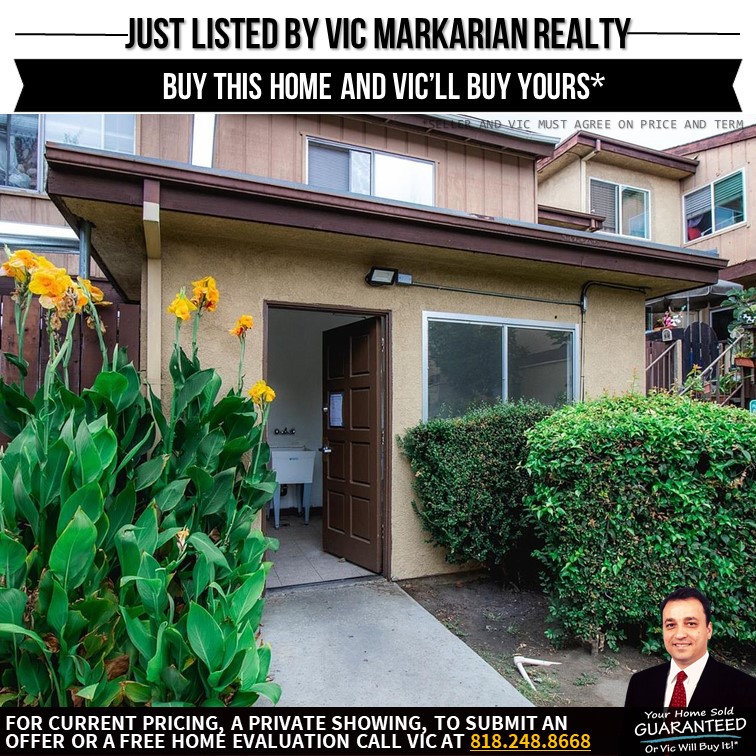 JUST LISTED BY VIC MARKARIAN REALTY
BUY THIS HOME AND VIC'LL BUY YOURS*
*SELLER AND VIC MUST AGREE ON PRICE AND TERM
Your Home Sold
GUARANTEED
Or Vic Will Buy It!
FOR CURRENT PRICING, A PRIVATE SHOWING, TO SUBMIT AN
OFFER OR A FREE HOME EVALUATION CALL VIC AT 818.248.8668